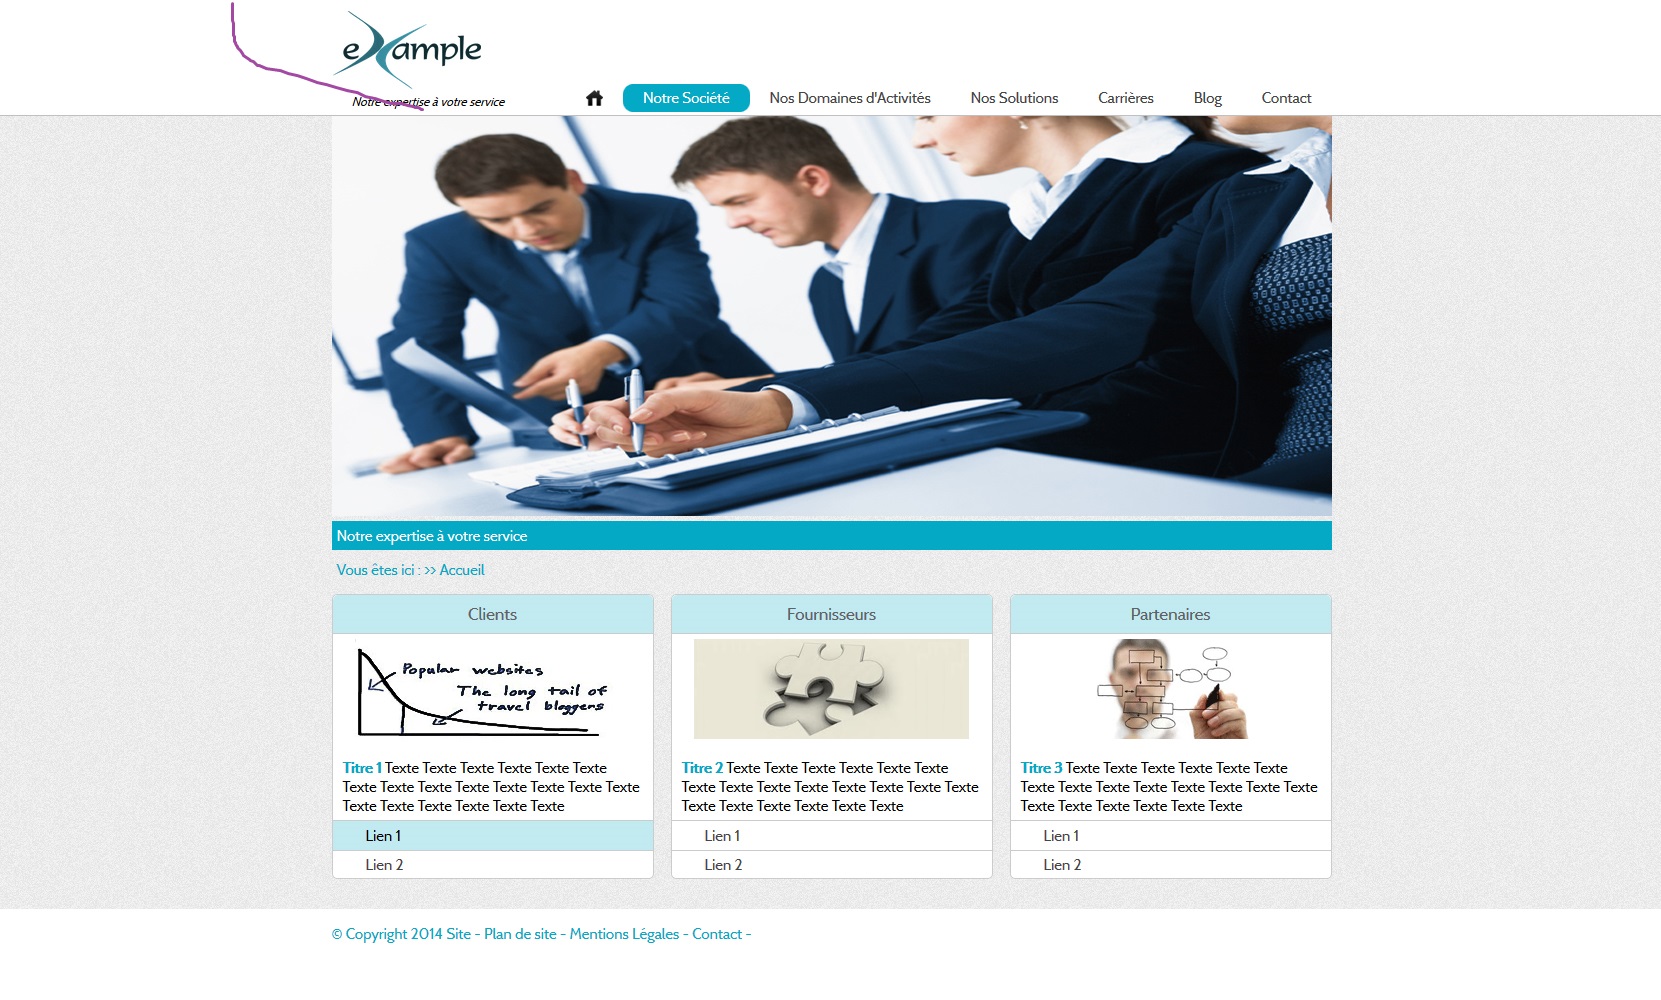 eXample
Notre expertise à votre service
Notre Société Nos Domaines d'Activités Nos Solutions Carrières Blog Contact
Notre expertise à votre service
Vous êtes ici : >> Accueil
Clients
Popular websites
The long tail of
travel bloggers
Titre 1 Texte Texte Texte Texte Texte Texte
Texte Texte Texte Texte Texte Texte Texte Texte
Texte Texte Texte Texte Texte Texte
Lien 1
Lien 2
Fournisseurs
Titre 2 Texte Texte Texte Texte Texte Texte
Texte Texte Texte Texte Texte Texte Texte Texte
Texte Texte Texte Texte Texte Texte
Lien 1
Lien 2
Partenaires
Titre 3 Texte Texte Texte Texte Texte Texte
Texte Texte Texte Texte Texte Texte Texte Texte
Texte Texte Texte Texte Texte Texte
Lien 1
Lien 2
© Copyright 2014 Site - Plan de site - Mentions Légales - Contact -